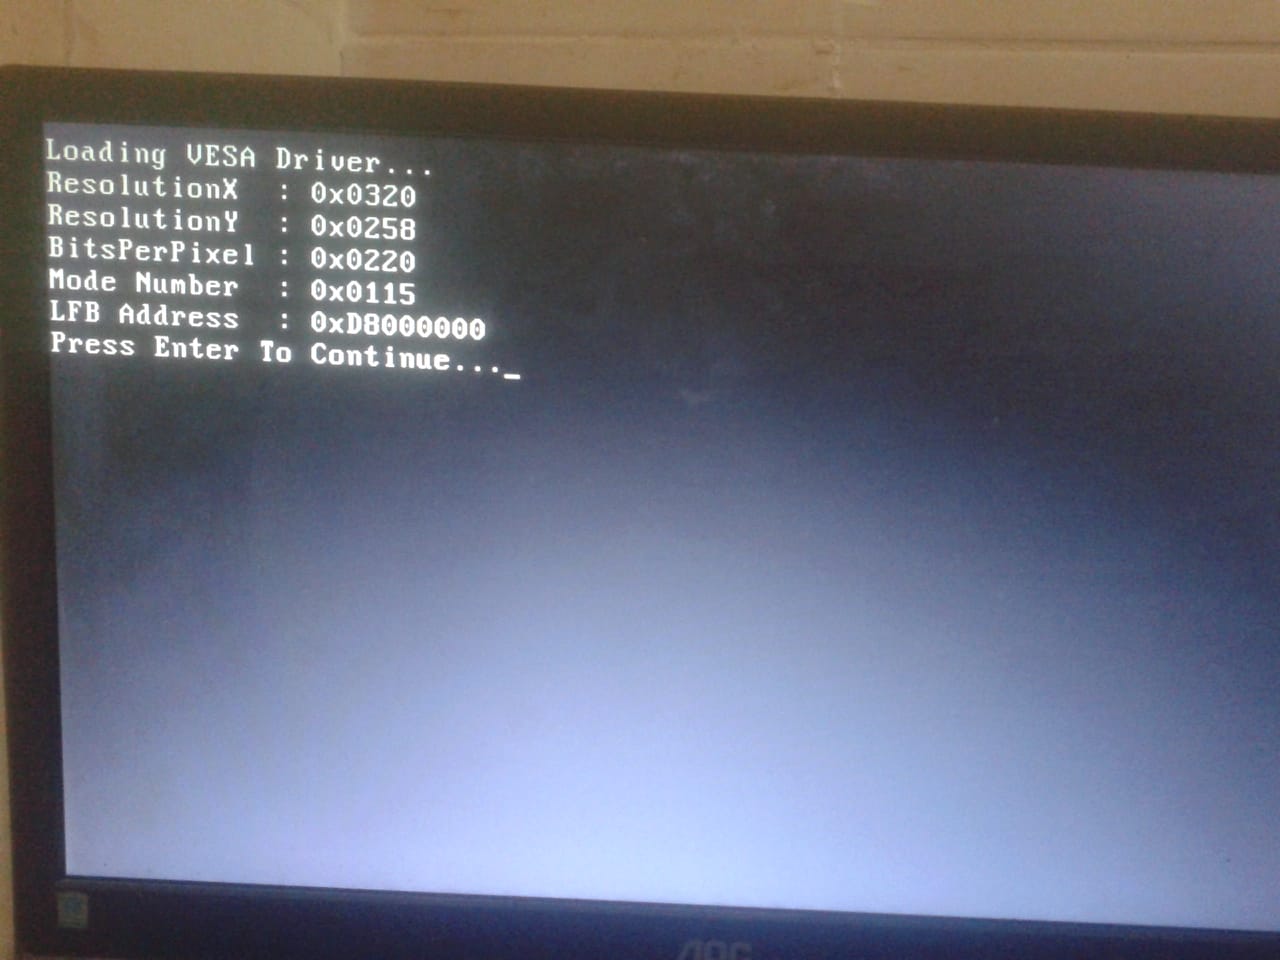 Loading VESA Driver...
ResolutionX  : 0x0320
ResolutionY  : 0x0258
BitsPerPixel : 0x0220
Mode Number  : 0x0115
LFB Address  : 0xD8000000
Press Enter To Continue..._
AOC